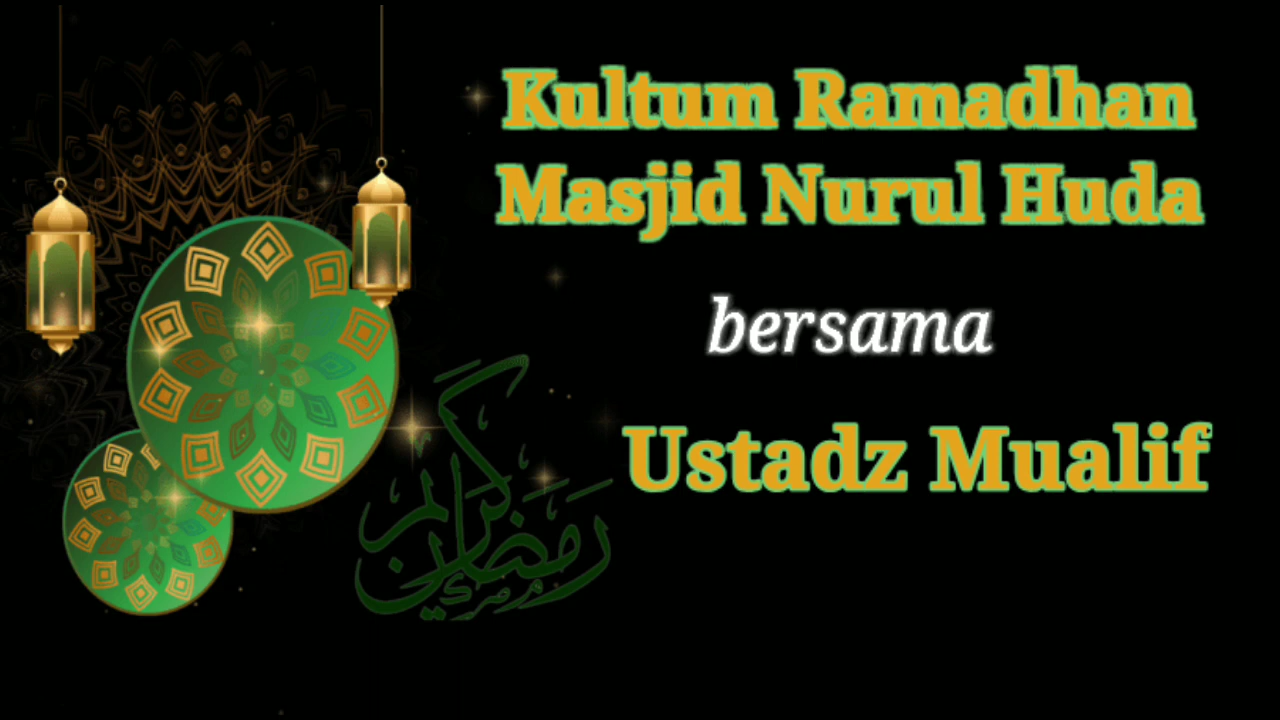 Kultum Ramadhan
Masjid Nurul Huda
bersama
Ustadz Mualif
رمضان كريم